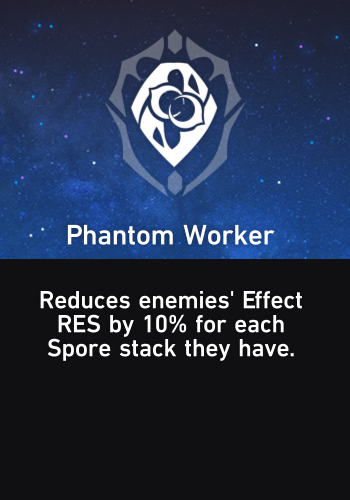 Phantom Worker
Reduces enemies' Effect
RES by 10% for each
Spore stack they have.